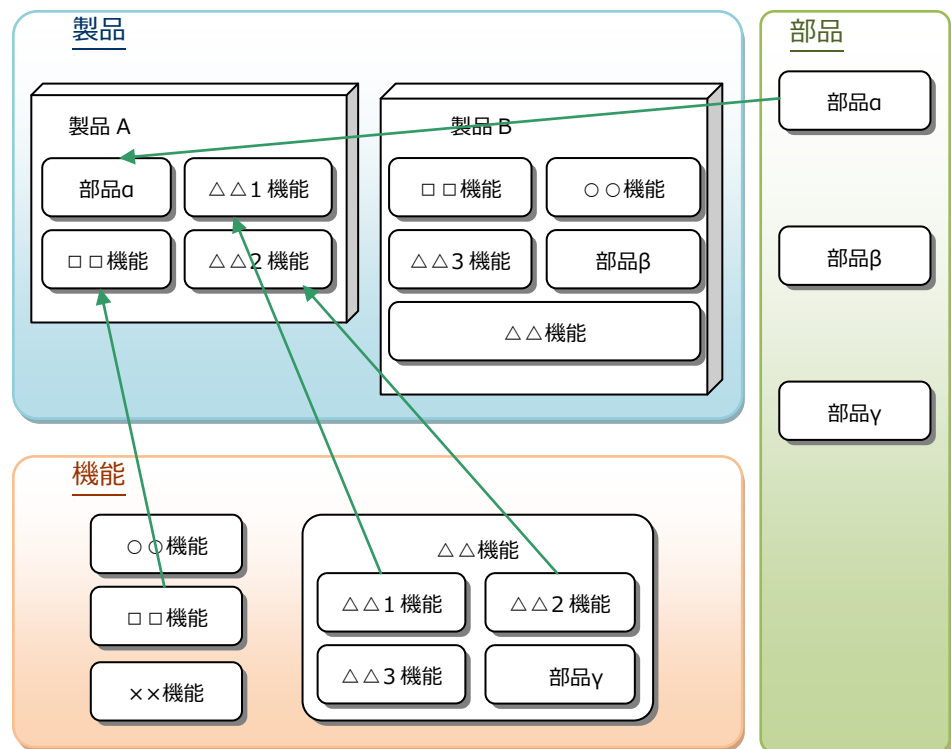 製品
製品 A
部品α
△△1 機能
□□機能
△△2 機能
製品 B
□□機能
○○機能
△△3 機能
部品β
△△機能
部品
部品α
部品β
部品γ
機能
○○機能
□□機能
××機能
△△機能
△△1 機能
△△2 機能
△△3 機能
部品γ